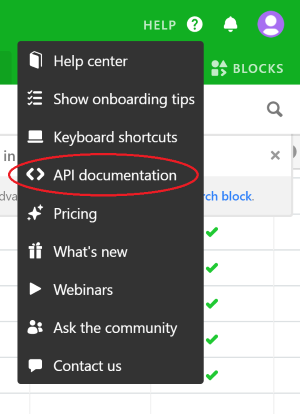 HELP
Help center
BLOCKS
Show onboarding tips
Keyboard shortcuts
in
API documentation
rch block.
Pricing
What's new
Webinars
Ask the community
Contact us